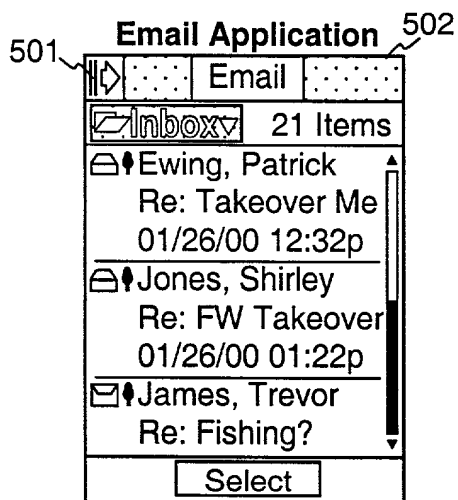 Email Application
501
502
Email
Inbox 21 Items
Ewing, Patrick
Re: Takeover Me
01/26/00 12:32p
Jones, Shirley
Re: FW Takeover
01/26/00 01:22p
James, Trevor
Re: Fishing?
Select